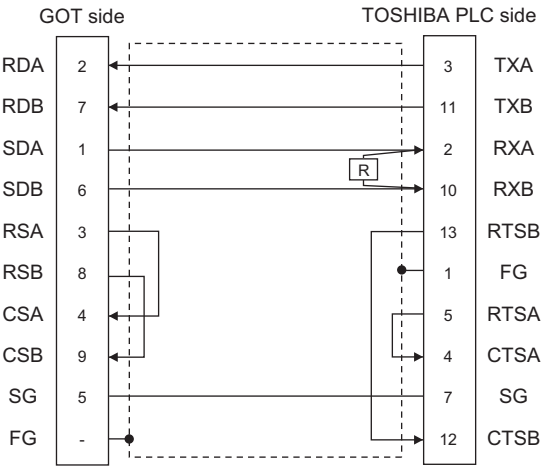 GOT side TOSHIBA PLC side
RDA 2 3 TXA
RDB 7 11 TXB
SDA 1 2 RXA
R
SDB 6 10 RXB
RSA 3 13 RTSB
RSB 8 1 FG
CSA 4 5 RTSA
CSB 9 4 CTSA
SG 5 7 SG
FG - 12 CTSB